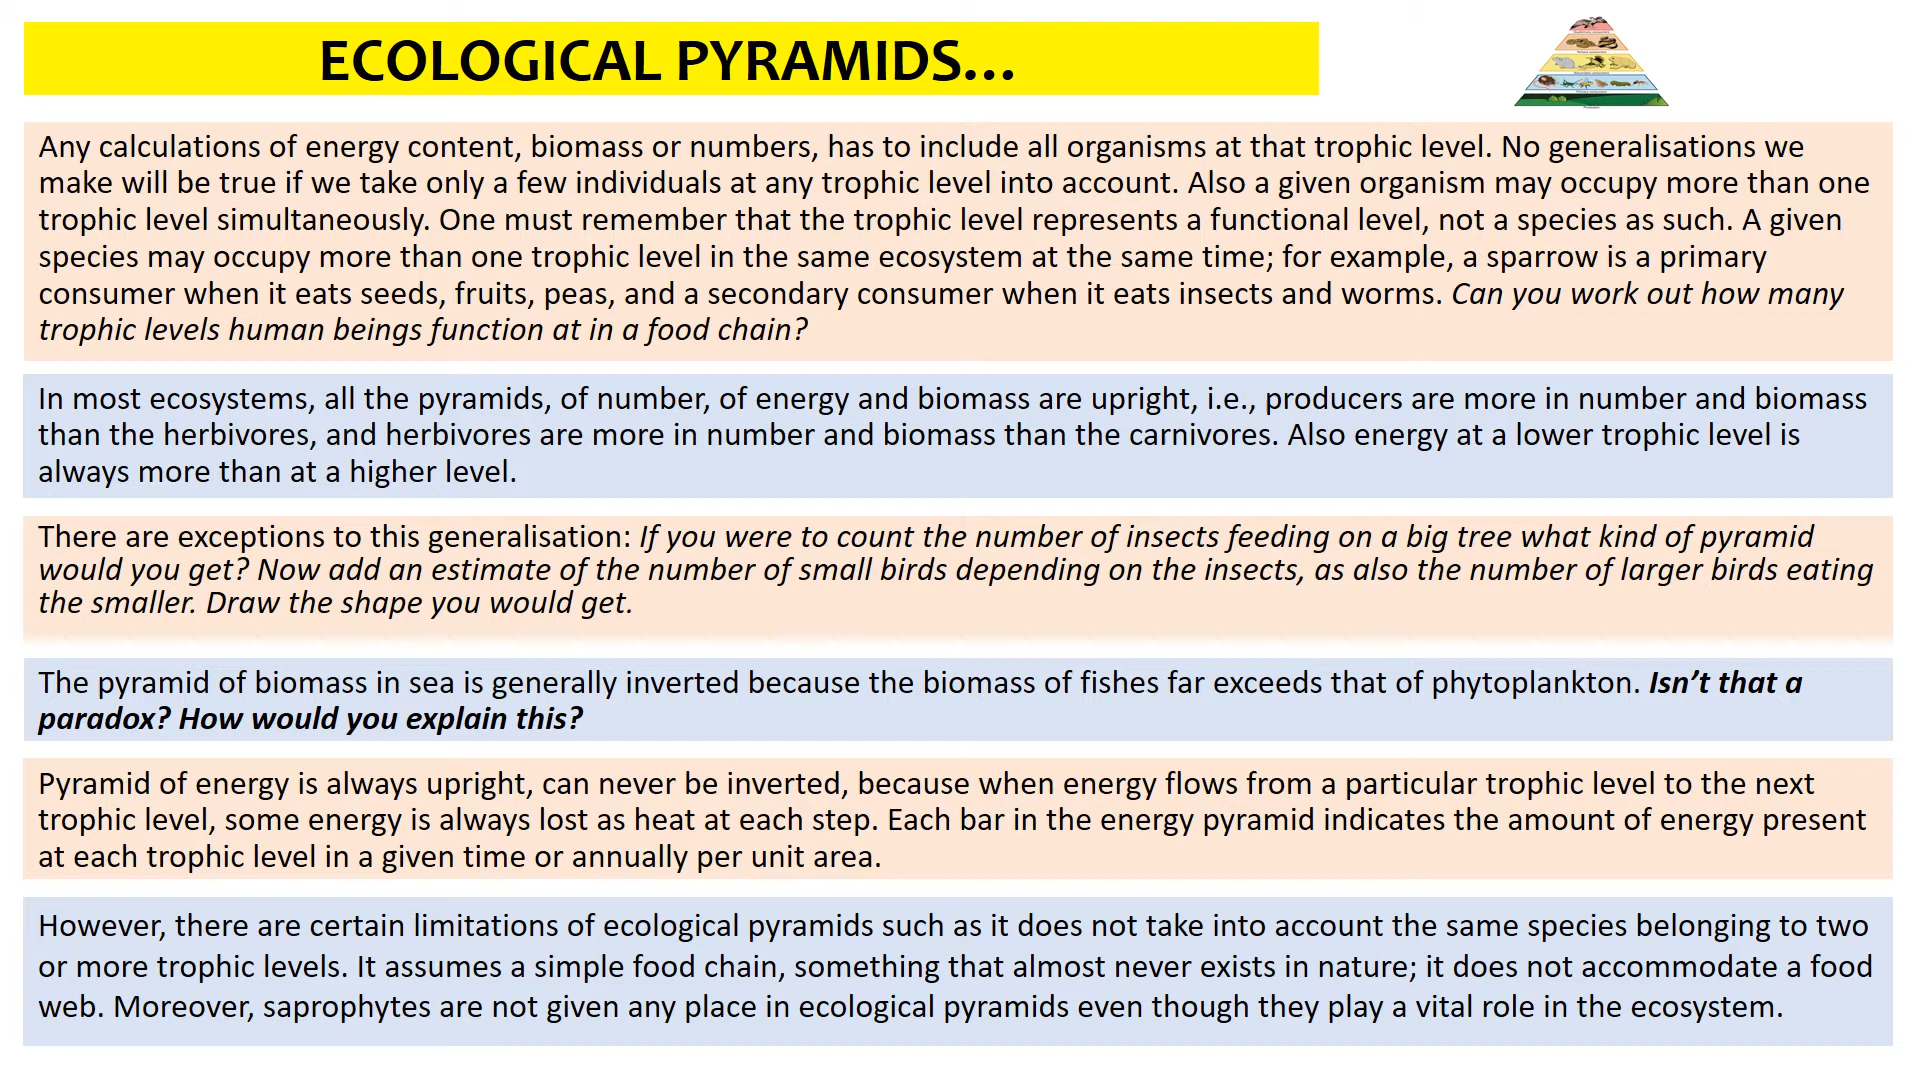 ECOLOGICAL PYRAMIDS...
Any calculations of energy content, biomass or numbers, has to include all organisms at that trophic level. No generalisations we
make will be true if we take only a few individuals at any trophic level into account. Also a given organism may occupy more than one
trophic level simultaneously. One must remember that the trophic level represents a functional level, not a species as such. A given
species may occupy more than one trophic level in the same ecosystem at the same time; for example, a sparrow is a primary
consumer when it eats seeds, fruits, peas, and a secondary consumer when it eats insects and worms. Can you work out how many
trophic levels human beings function at in a food chain?
In most ecosystems, all the pyramids, of number, of energy and biomass are upright, i.e., producers are more in number and biomass
than the herbivores, and herbivores are more in number and biomass than the carnivores. Also energy at a lower trophic level is
always more than at a higher level.
There are exceptions to this generalisation: If you were to count the number of insects feeding on a big tree what kind of pyramid
would you get? Now add an estimate of the number of small birds depending on the insects, as also the number of larger birds eating
the smaller. Draw the shape you would get.
The pyramid of biomass in sea is generally inverted because the biomass of fishes far exceeds that of phytoplankton. Isn’t that a
paradox? How would you explain this?
Pyramid of energy is always upright, can never be inverted, because when energy flows from a particular trophic level to the next
trophic level, some energy is always lost as heat at each step. Each bar in the energy pyramid indicates the amount of energy present
at each trophic level in a given time or annually per unit area.
However, there are certain limitations of ecological pyramids such as it does not take into account the same species belonging to two
or more trophic levels. It assumes a simple food chain, something that almost never exists in nature; it does not accommodate a food
web. Moreover, saprophytes are not given any place in ecological pyramids even though they play a vital role in the ecosystem.